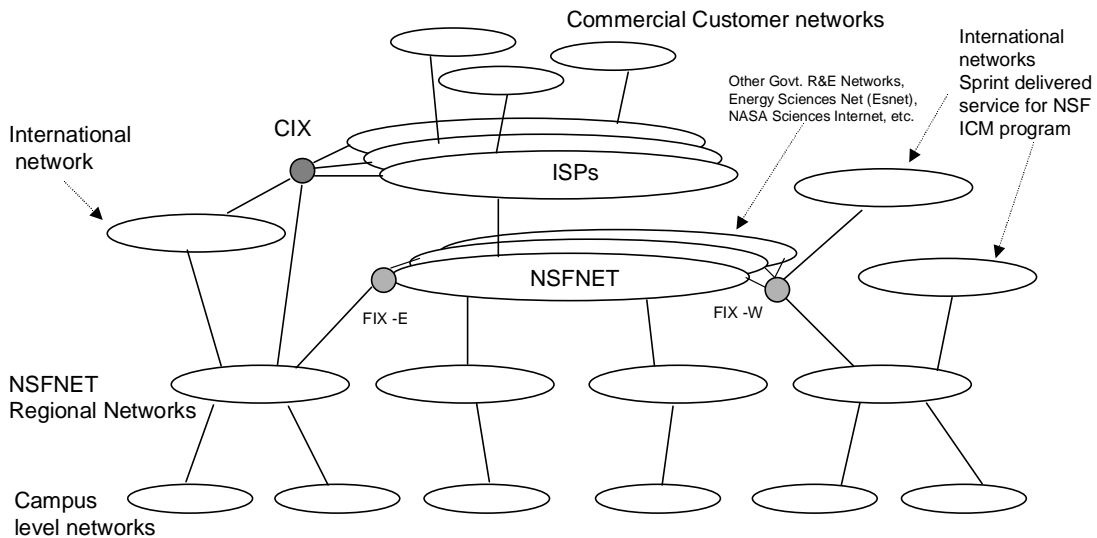 Commercial Customer networks
International
networks
Sprint delivered
service for NSF
ICM program
Other Govt. R&E Networks,
Energy Sciences Net (Esnet),
NASA Sciences Internet, etc.
International
network
CIX
ISPs
NSFNET
FIX -E
FIX -W
NSFNET
Regional Networks
Campus
level networks